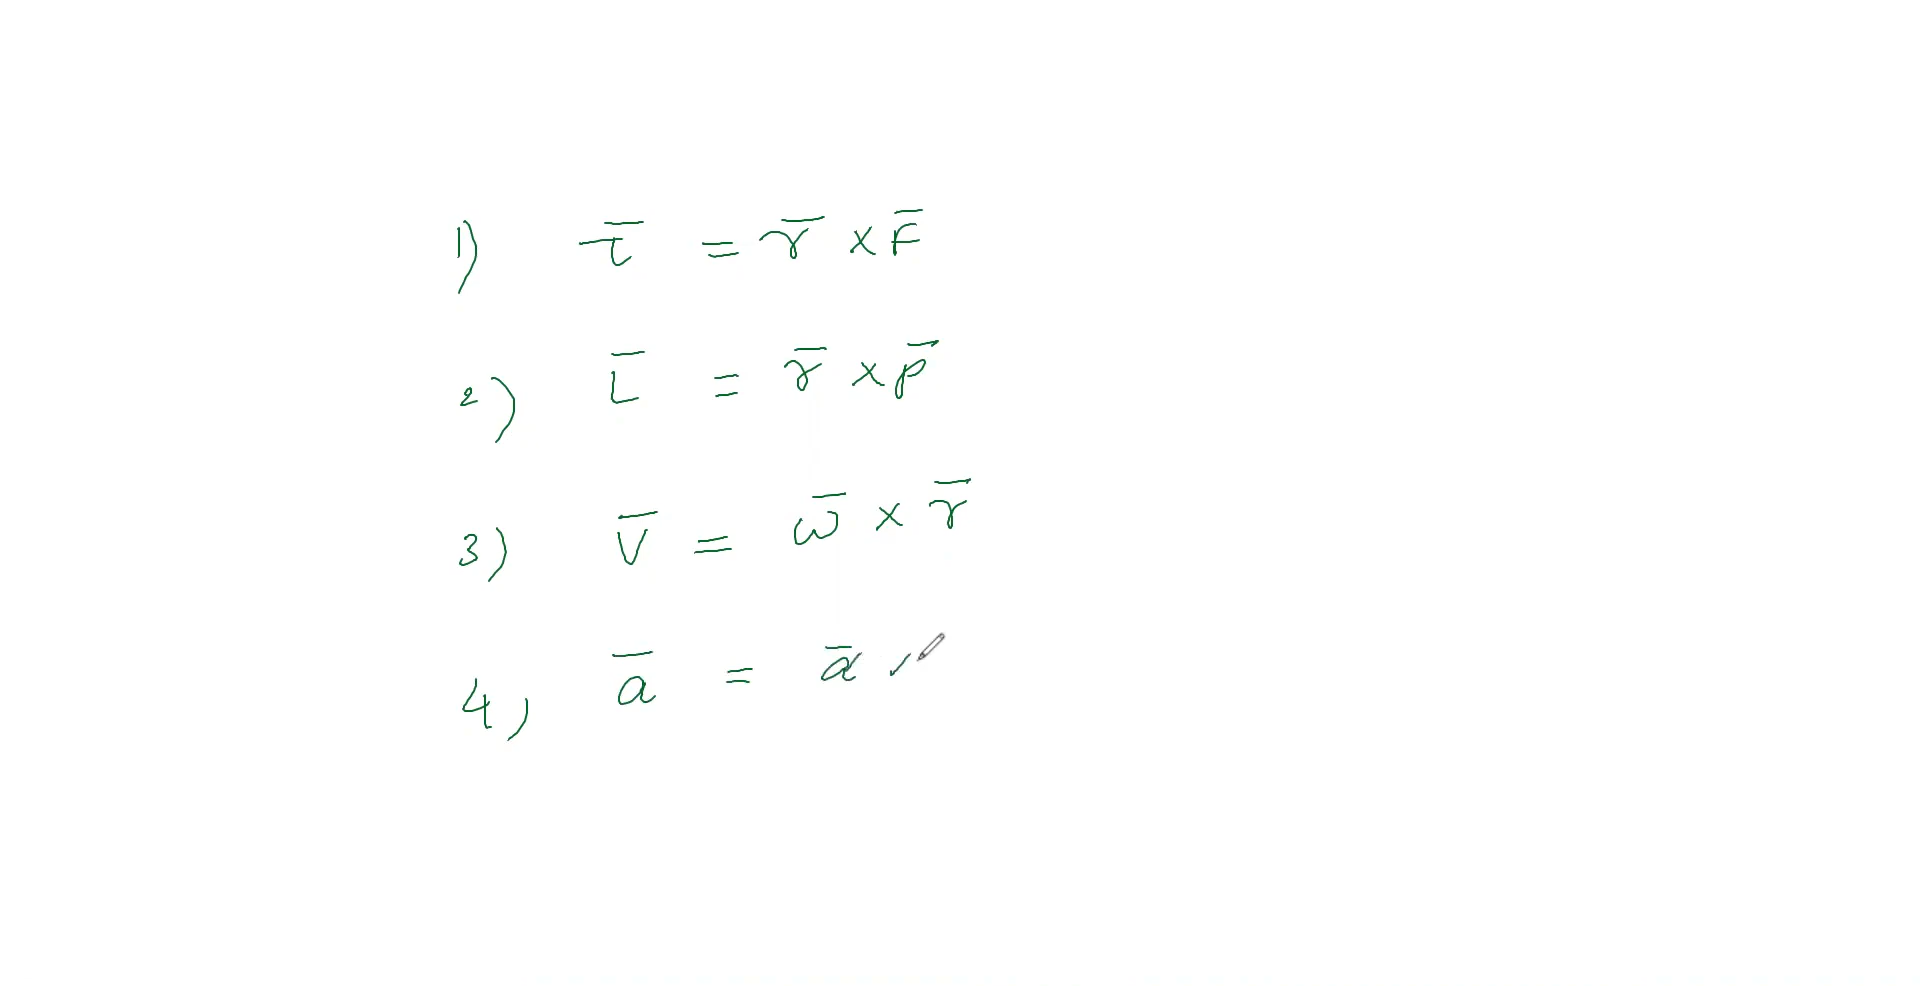 1) τ̅ = r̅ × F̅
2) L̅ = r̅ × p̅
3) V̅ = ω̅ × r̅
4) a̅ = α̅